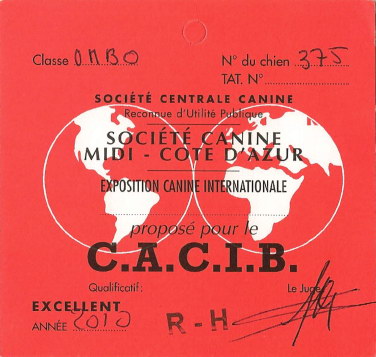 Classe OMBO N° du chien 375
TAT. N°
SOCIÉTÉ CENTRALE CANINE
Reconnue d'Utilité Publique
SOCIÉTÉ CANINE
MIDI - CÔTE D'AZUR
EXPOSITION CANINE INTERNATIONALE
proposé pour le
C.A.C.I.B.
Qualificatif: Le Juge
EXCELLENT
ANNÉE 2010 R-H-